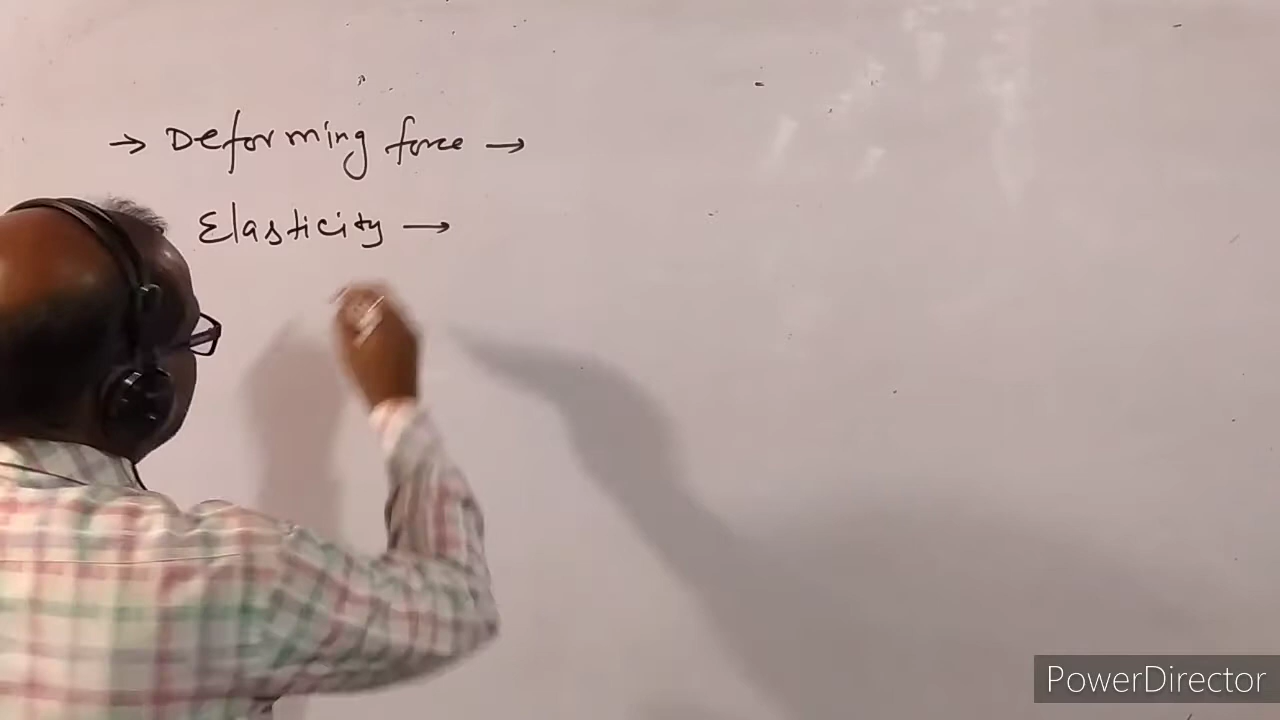 → Deforming force →
Elasticity →
PowerDirector